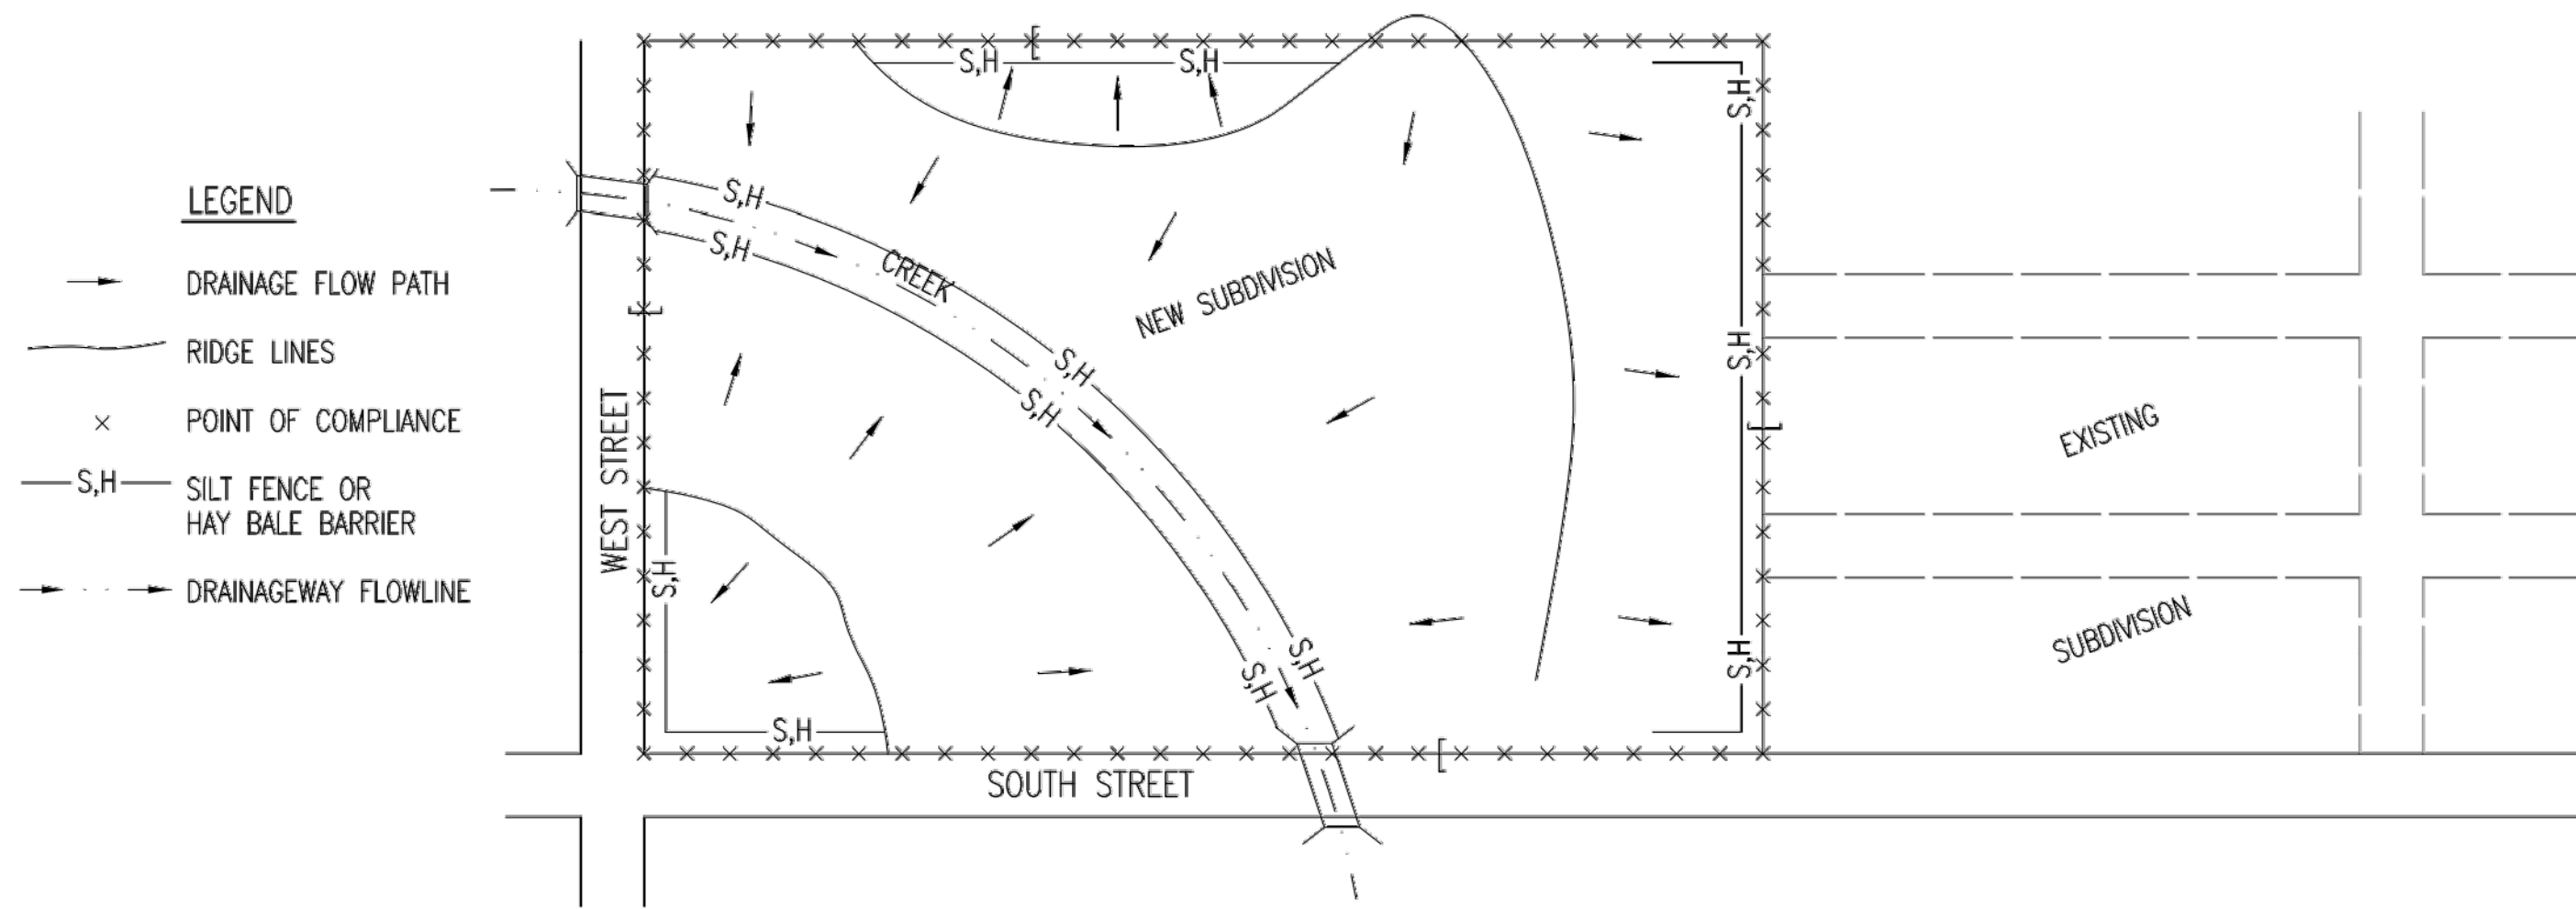 LEGEND
DRAINAGE FLOW PATH
RIDGE LINES
POINT OF COMPLIANCE
S,H
SILT FENCE OR
HAY BALE BARRIER
DRAINAGEWAY FLOWLINE
S,H
S,H
S,H
S,H
S,H
CREEK
NEW SUBDIVISION
S,H
S,H
S,H
WEST STREET
EXISTING
S,H
SUBDIVISION
S,H
S,H
S,H
S,H
SOUTH STREET